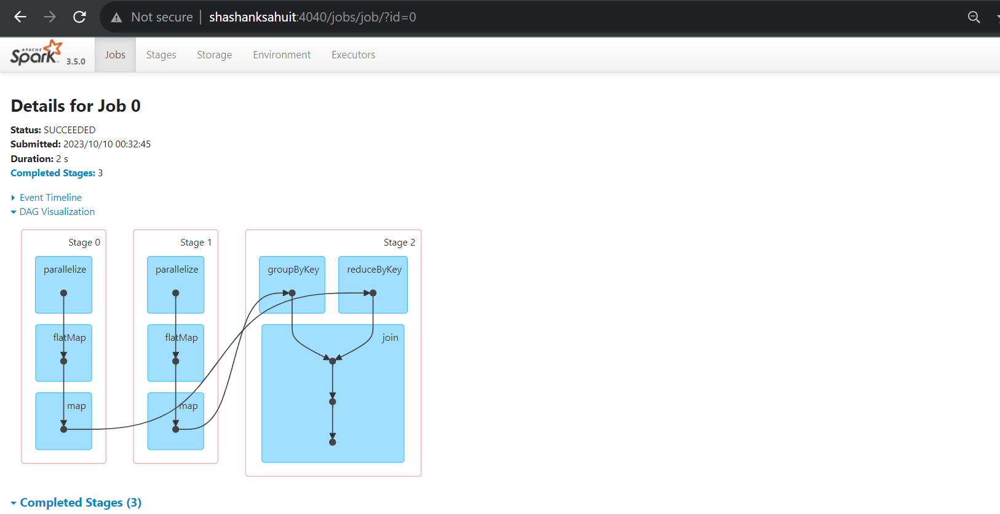 Not secure | shashanksahuit:4040/jobs/job/?id=0
APACHE
Spark 3.5.0 Jobs Stages Storage Environment Executors
Details for Job 0
Status: SUCCEEDED
Submitted: 2023/10/10 00:32:45
Duration: 2 s
Completed Stages: 3
Event Timeline
DAG Visualization
Stage 0 Stage 1 Stage 2
parallelize parallelize groupByKey reduceByKey
flatMap flatMap join
map map
Completed Stages (3)